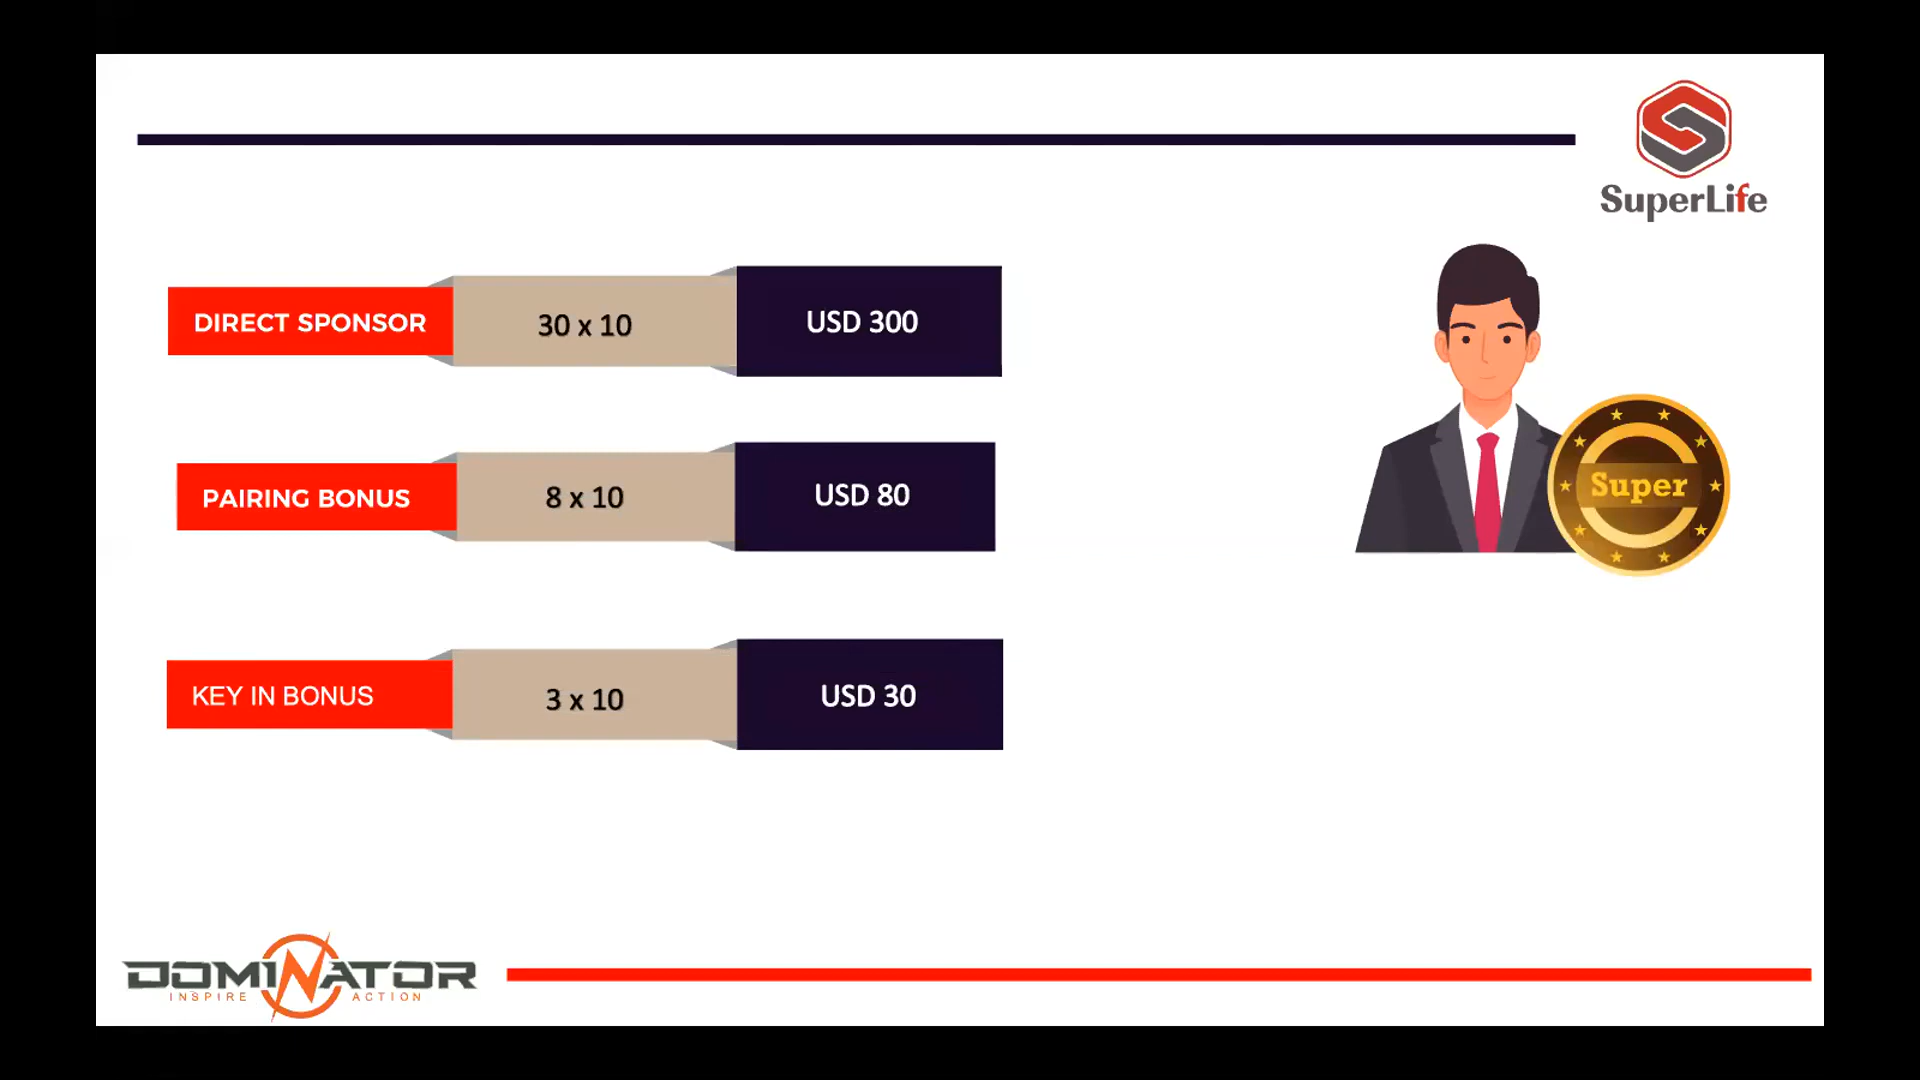 SuperLife
DIRECT SPONSOR 30 x 10 USD 300
Super
PAIRING BONUS 8 x 10 USD 80
KEY IN BONUS 3 x 10 USD 30
DOMINATOR
INSPIRE ACTION